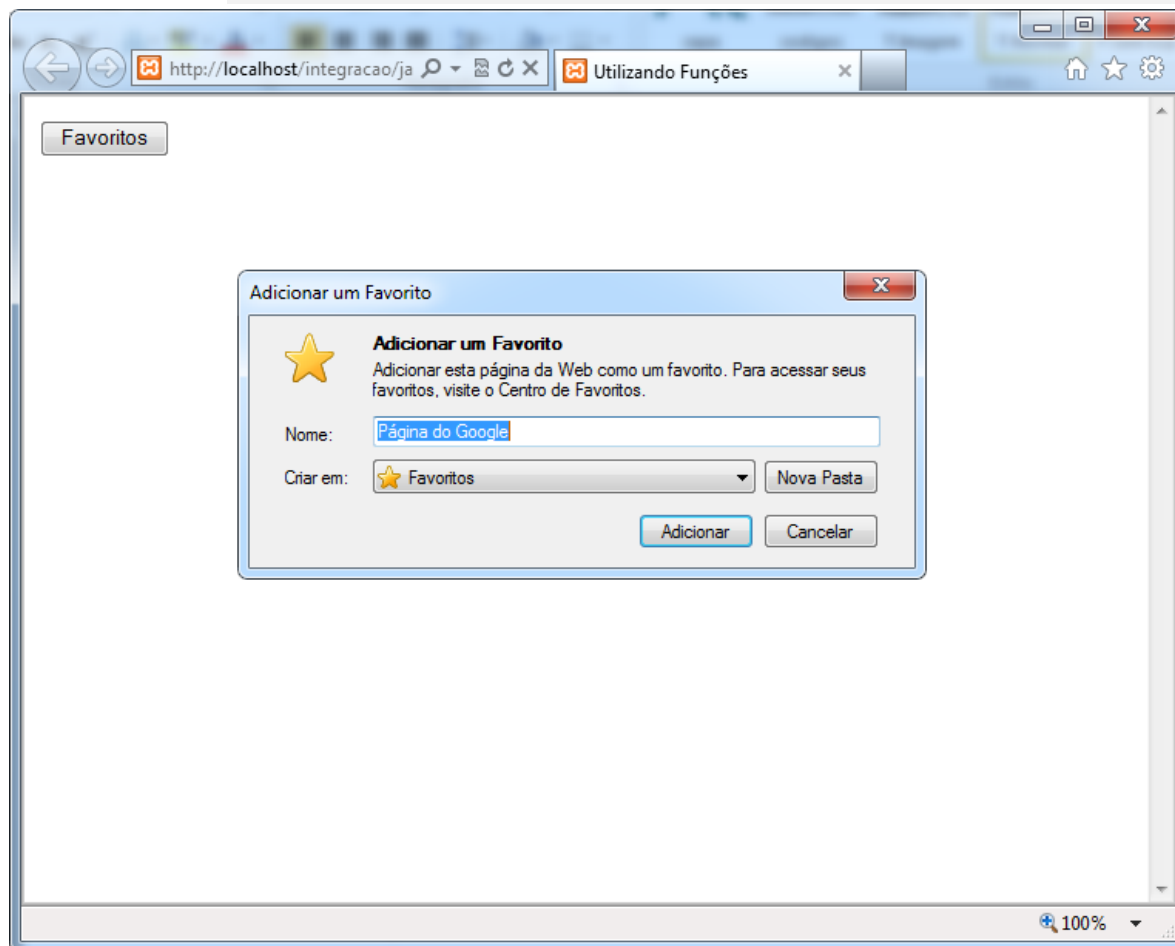 http://localhost/integracao/ja
Utilizando Funções
Favoritos
Adicionar um Favorito
Adicionar um Favorito
Adicionar esta página da Web como um favorito. Para acessar seus
favoritos, visite o Centro de Favoritos.
Nome: Página do Google
Criar em: Favoritos Nova Pasta
Adicionar Cancelar
100%